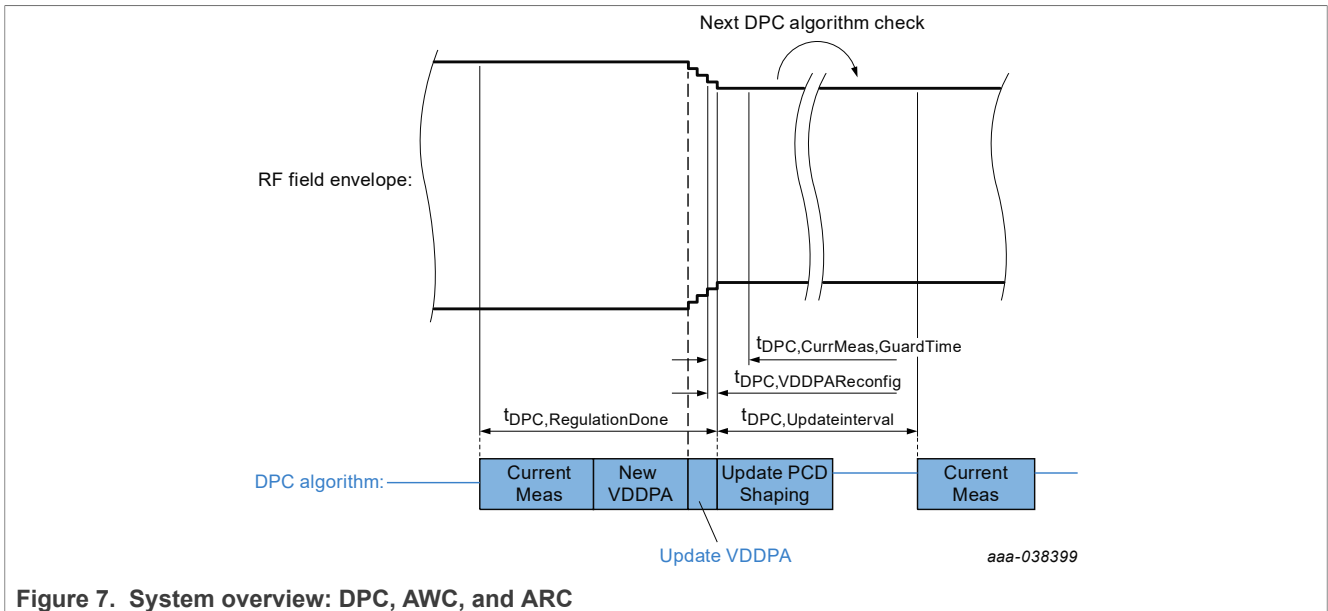 Next DPC algorithm check
RF field envelope:
tDPC,CurrMeas,GuardTime
tDPC,VDDPAReconfig
tDPC,RegulationDone
tDPC,Updateinterval
DPC algorithm:
Current
Meas
New
VDDPA
Update PCD
Shaping
Current
Meas
Update VDDPA
aaa-038399
Figure 7. System overview: DPC, AWC, and ARC